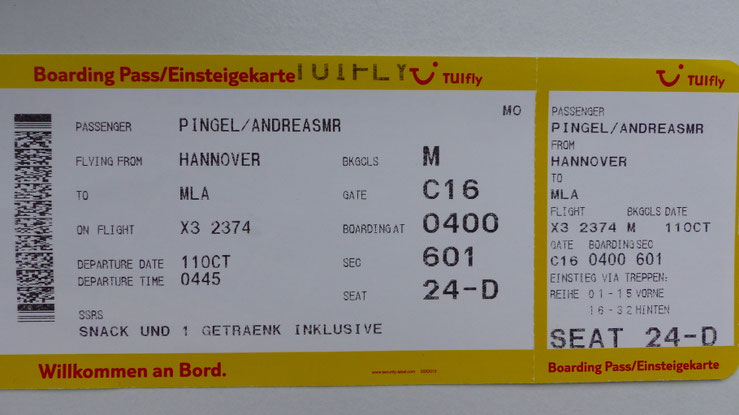 Boarding Pass/Einsteigekarte TUIFLY TUIfly
MO
PASSENGER PINGEL/ANDREASMR
FLYING FROM HANNOVER BKGCLS M
TO MLA GATE C16
ON FLIGHT X3 2374 BOARDING AT 0400
DEPARTURE DATE 11OCT SEC 601
DEPARTURE TIME 0445
SEAT 24-D
SSRS
SNACK UND 1 GETRAENK INKLUSIVE
Willkommen an Bord.
TUIfly
PASSENGER
PINGEL/ANDREASMR
FROM
HANNOVER
TO
MLA
FLIGHT BKGCLS DATE
X3 2374 M 11OCT
GATE BOARDING SEC
C16 0400 601
EINSTIEG VIA TREPPEN:
REIHE 01-15 VORNE
16-32 HINTEN
SEAT 24-D
Boarding Pass/Einsteigekarte